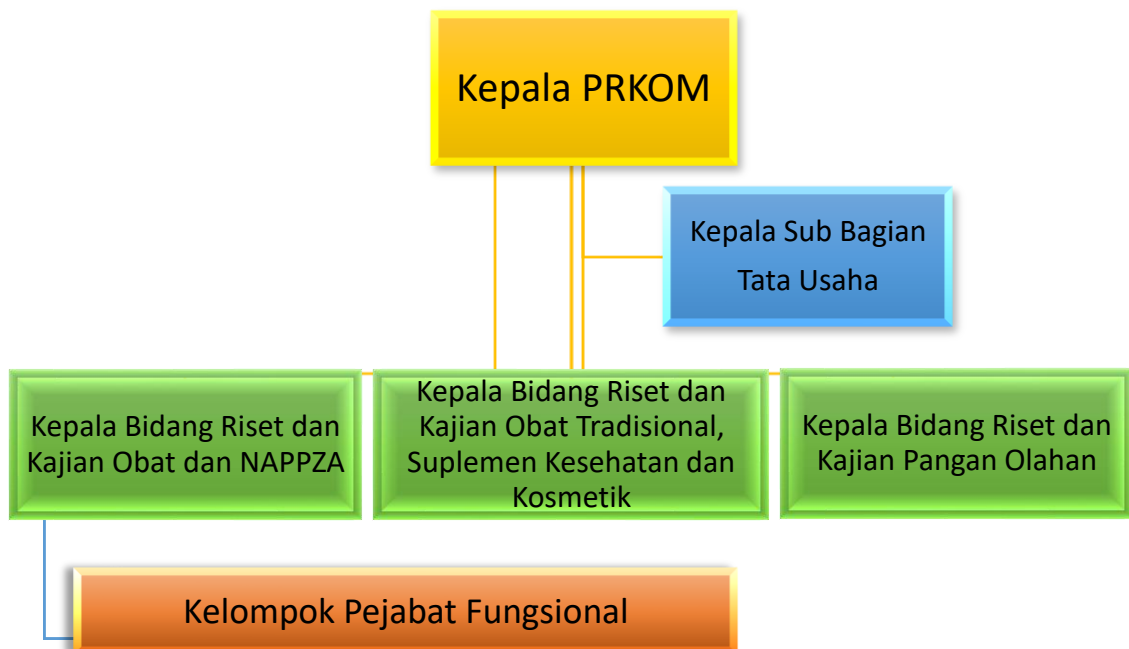 Kepala PRKOM
Kepala Sub Bagian
Tata Usaha
Kepala Bidang Riset dan
Kajian Obat dan NAPPZA
Kepala Bidang Riset dan
Kajian Obat Tradisional,
Suplemen Kesehatan dan
Kosmetik
Kepala Bidang Riset dan
Kajian Pangan Olahan
Kelompok Pejabat Fungsional